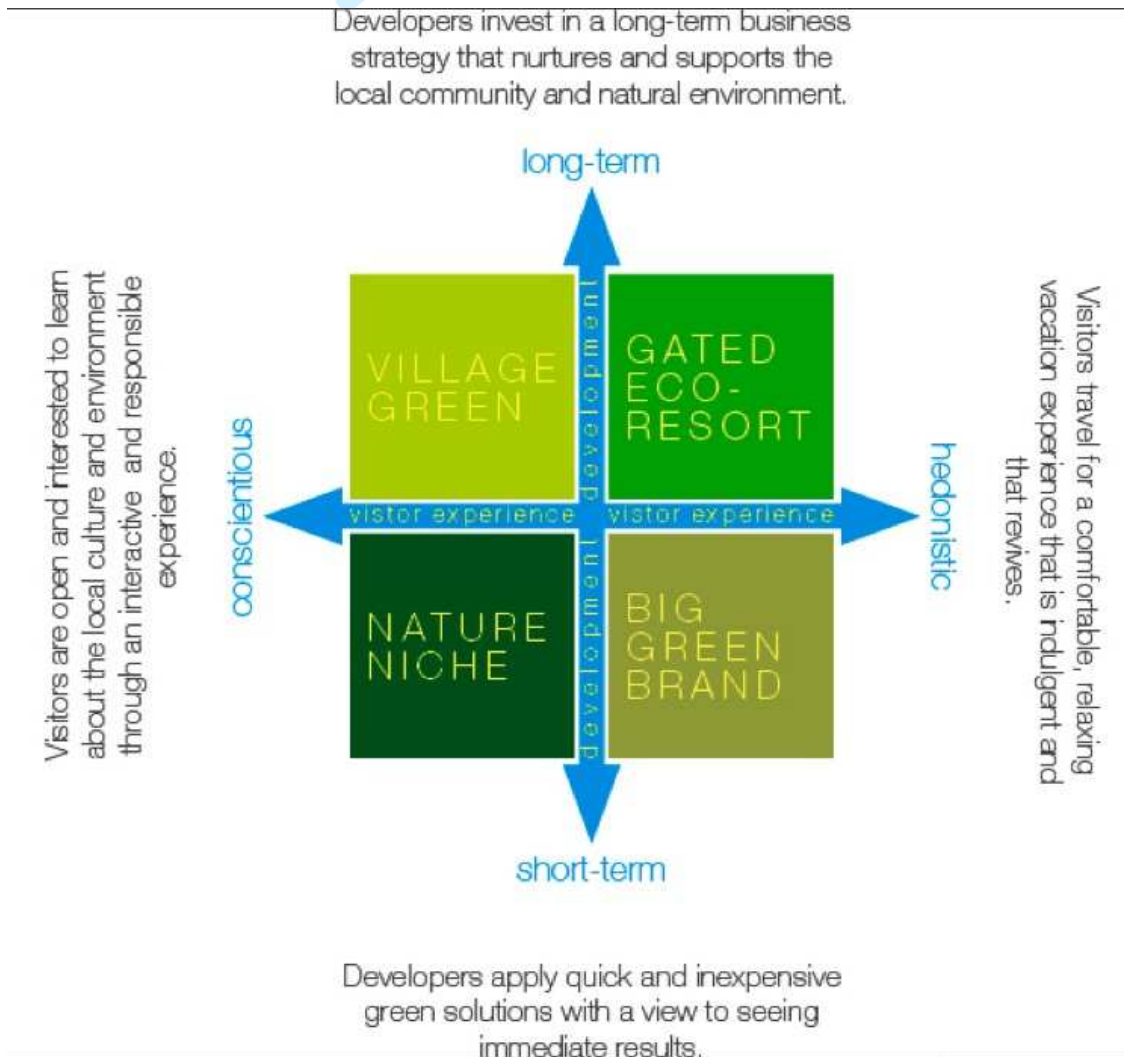 Developers invest in a long-term business
strategy that nurtures and supports the
local community and natural environment.
long-term
Visitors are open and interested to learn
about the local culture and environment
through an interactive and responsible
experience.
conscientious
VILLAGE
GREEN
development
GATED
ECO-
RESORT
vistor experience
vistor experience
NATURE
NICHE
development
BIG
GREEN
BRAND
hedonistic
Visitors travel for a comfortable, relaxing
vacation experience that is indulgent and
that revives.
short-term
Developers apply quick and inexpensive
green solutions with a view to seeing
immediate results.